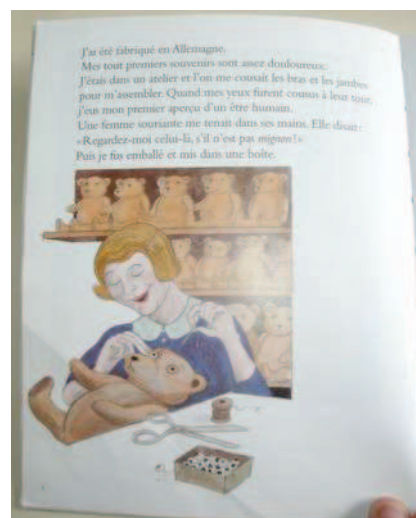 J'ai été fabriqué en Allemagne.
Mes tout premiers souvenirs sont assez douloureux.
J'étais dans un atelier et l'on me cousait les bras et les jambes
pour m'assembler. Quand mes yeux furent cousus à leur tour,
j'eus mon premier aperçu d'un être humain.
Une femme souriante me tenait dans ses mains. Elle disait :
«Regardez-moi celui-là, s'il n'est pas mignon!»
Puis je fus emballé et mis dans une boîte.